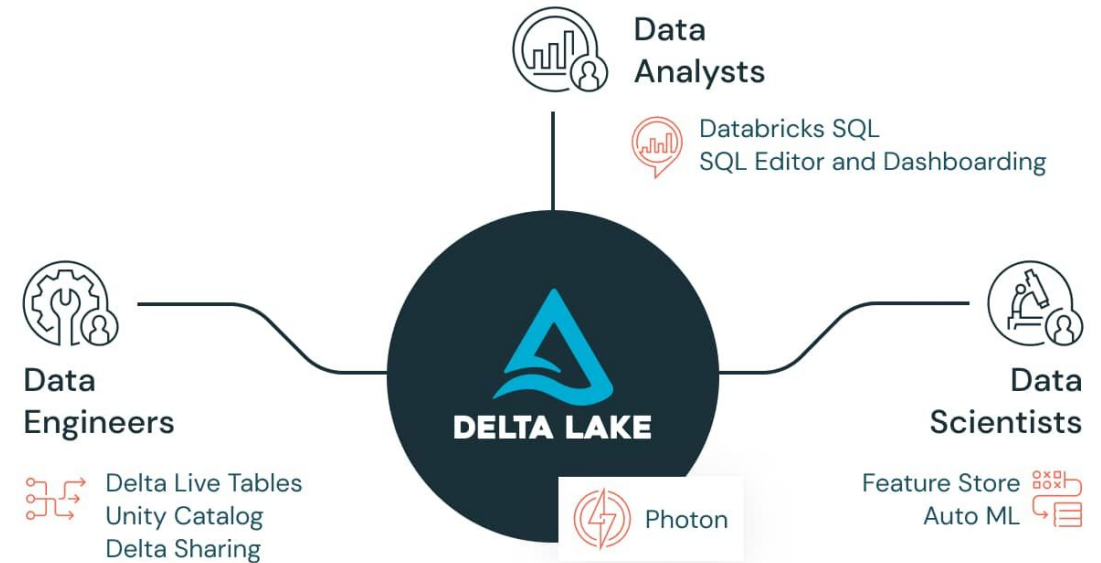 Data
Analysts
Databricks SQL
SQL Editor and Dashboarding
Data
Engineers
Delta Live Tables
Unity Catalog
Delta Sharing
DELTA LAKE
Photon
Data
Scientists
Feature Store
Auto ML